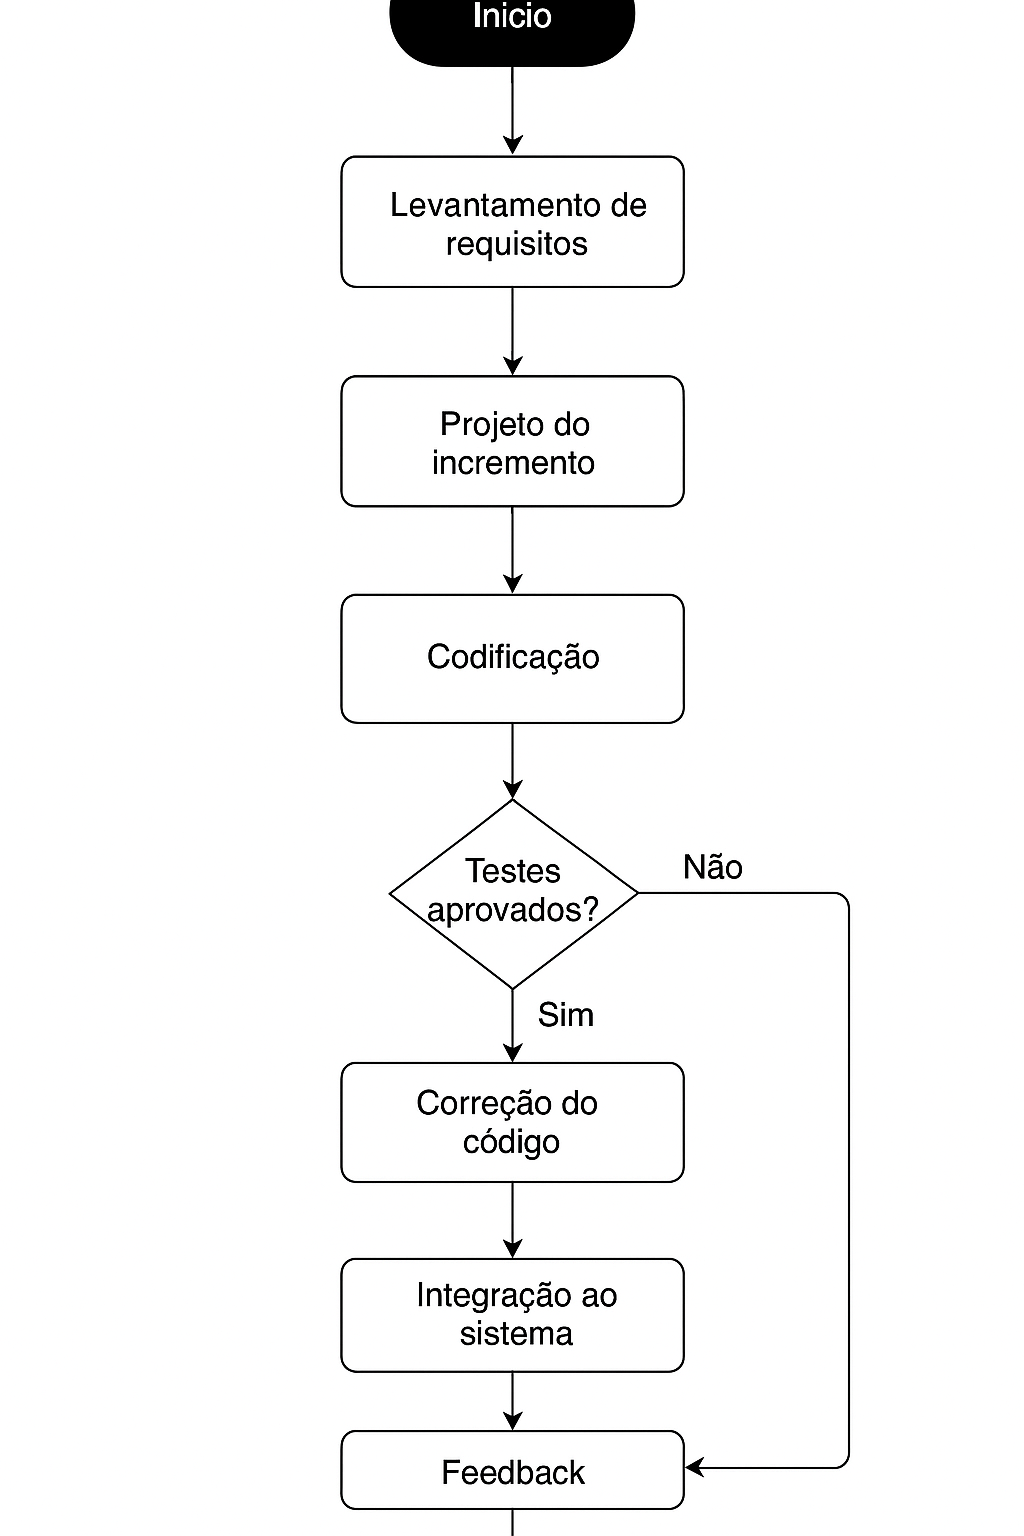 Inicio
Levantamento de
requisitos
Projeto do
incremento
Codificação
Testes
aprovados?
Não
Sim
Correção do
código
Integração ao
sistema
Feedback